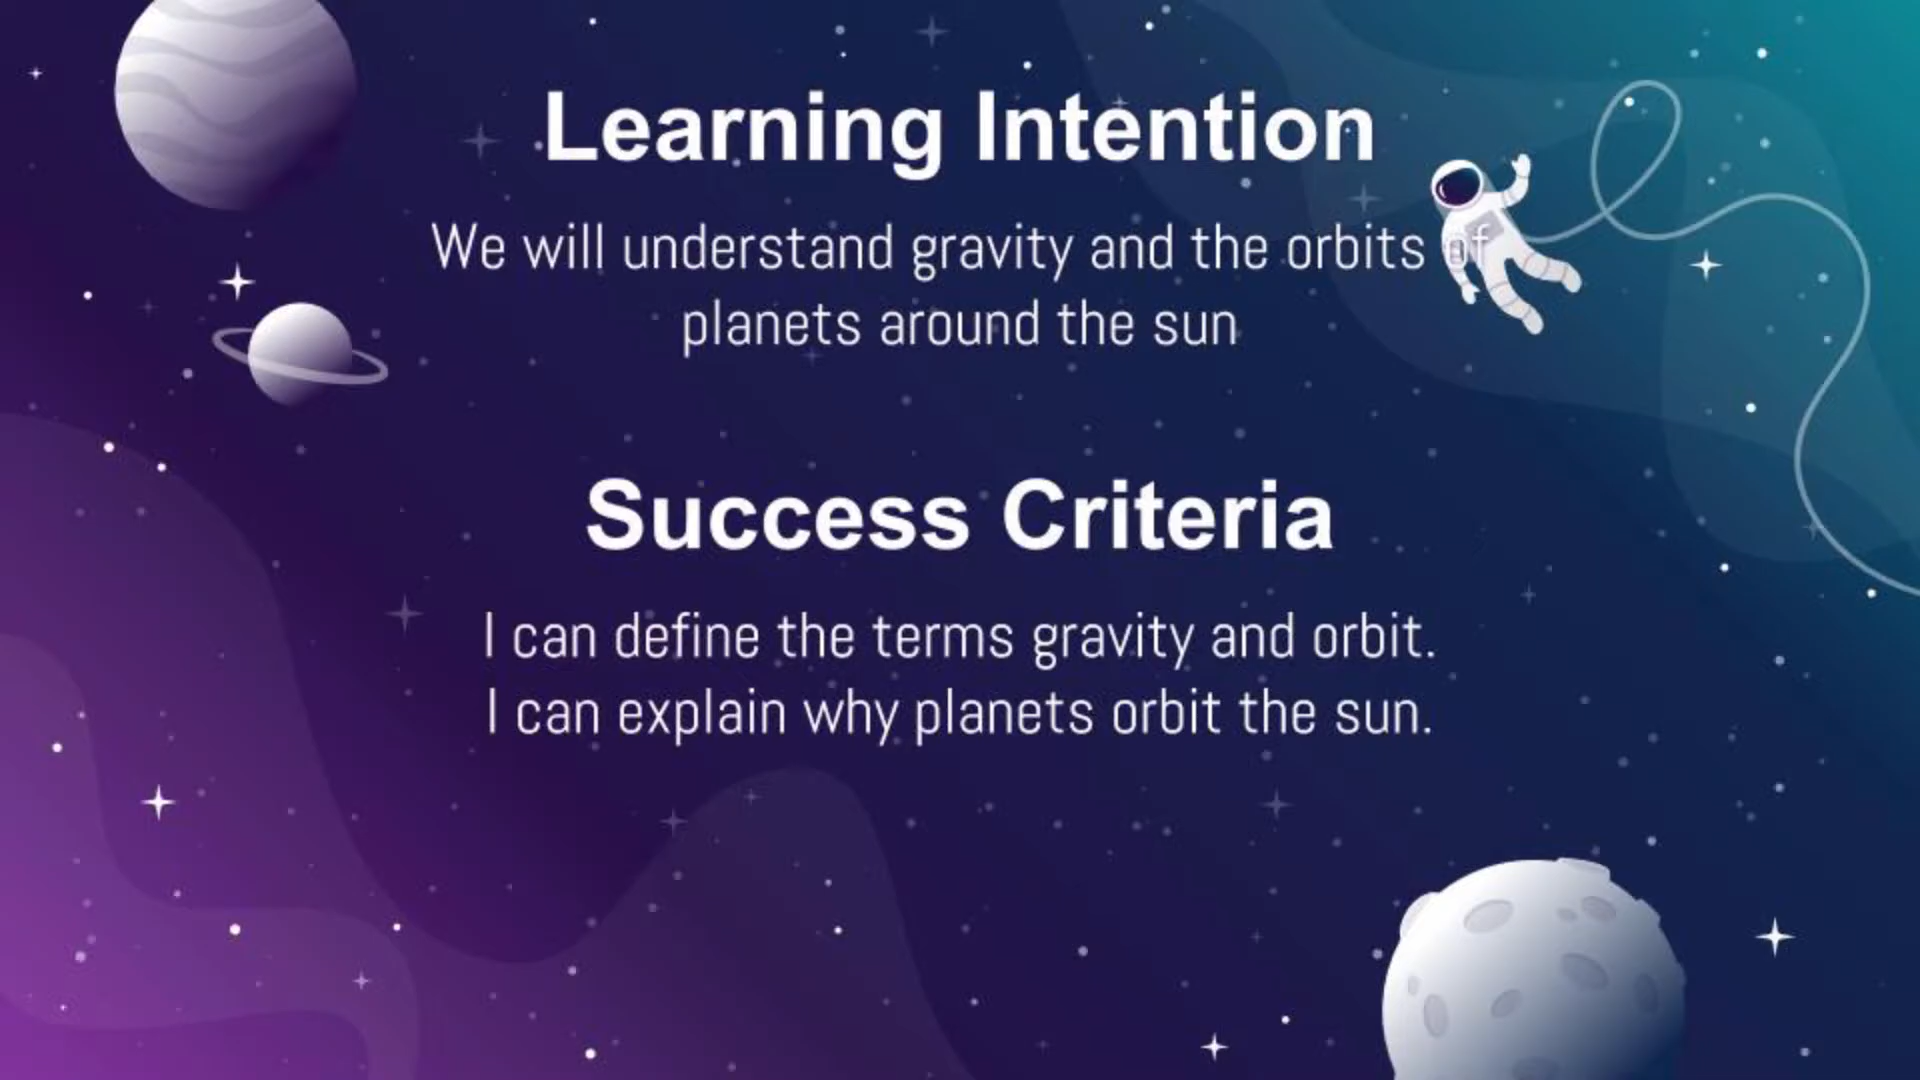 Learning Intention
We will understand gravity and the orbits of
planets around the sun
Success Criteria
I can define the terms gravity and orbit.
I can explain why planets orbit the sun.